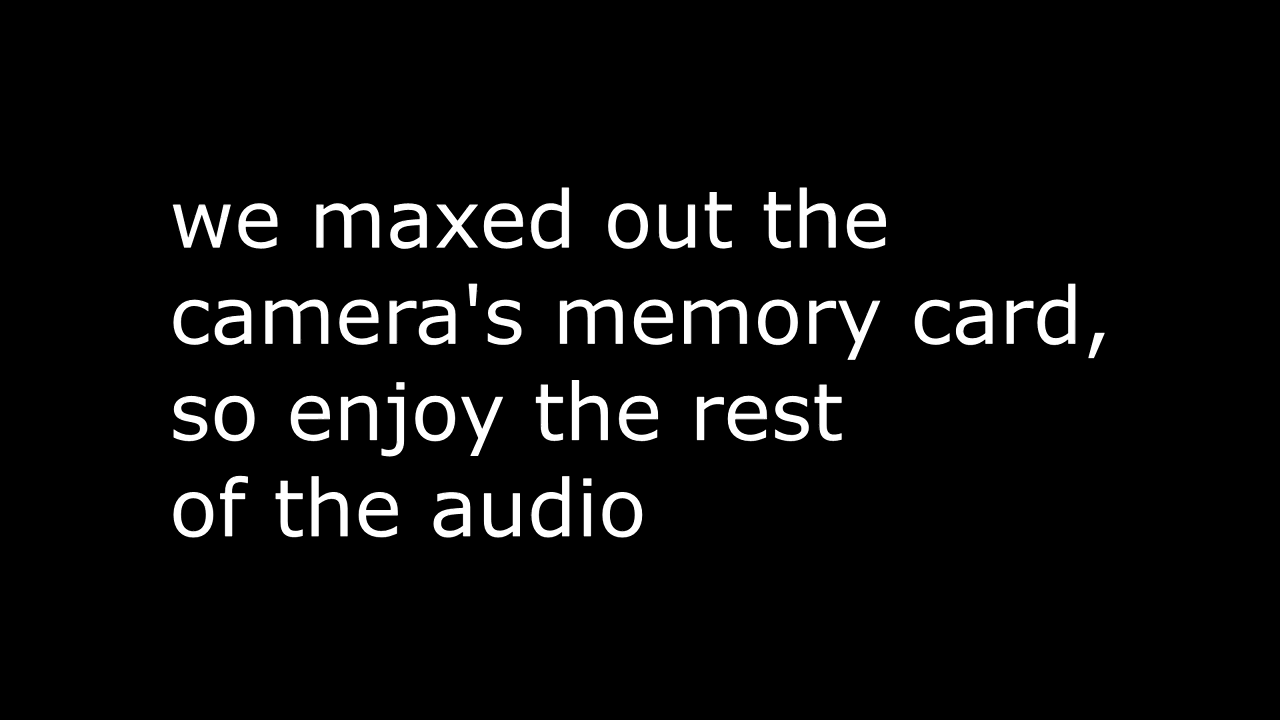 we maxed out the
camera's memory card,
so enjoy the rest
of the audio